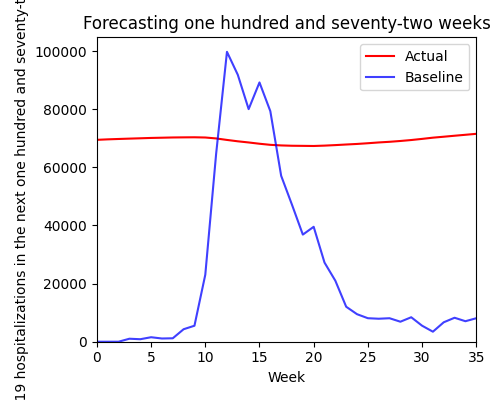 Forecasting one hundred and seventy-two weeks
Actual
Baseline
100000
80000
60000
40000
20000
0
19 hospitalizations in the next one hundred and seventy-t
0 5 10 15 20 25 30 35
Week